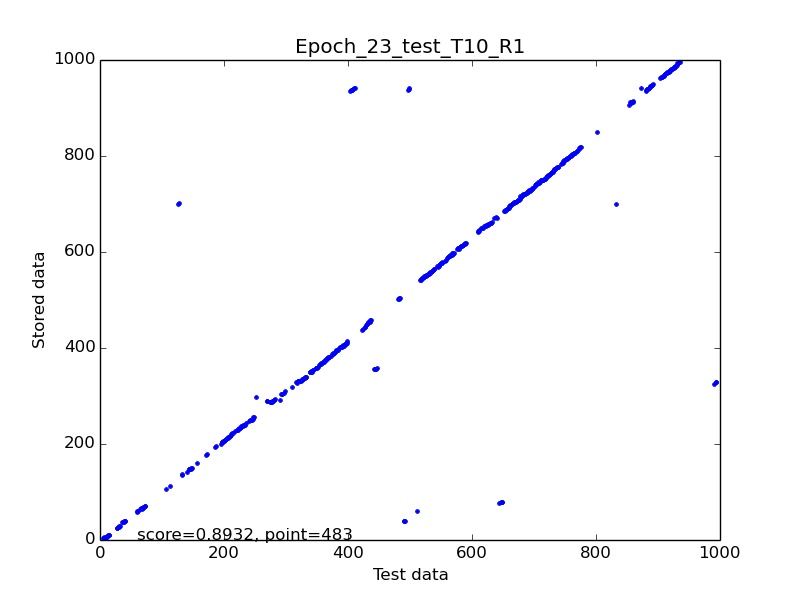 Epoch_23_test_T10_R1
1000
800
600
400
200
0
Stored data
score=0.8932, point=483
0 200 400 600 800 1000
Test data